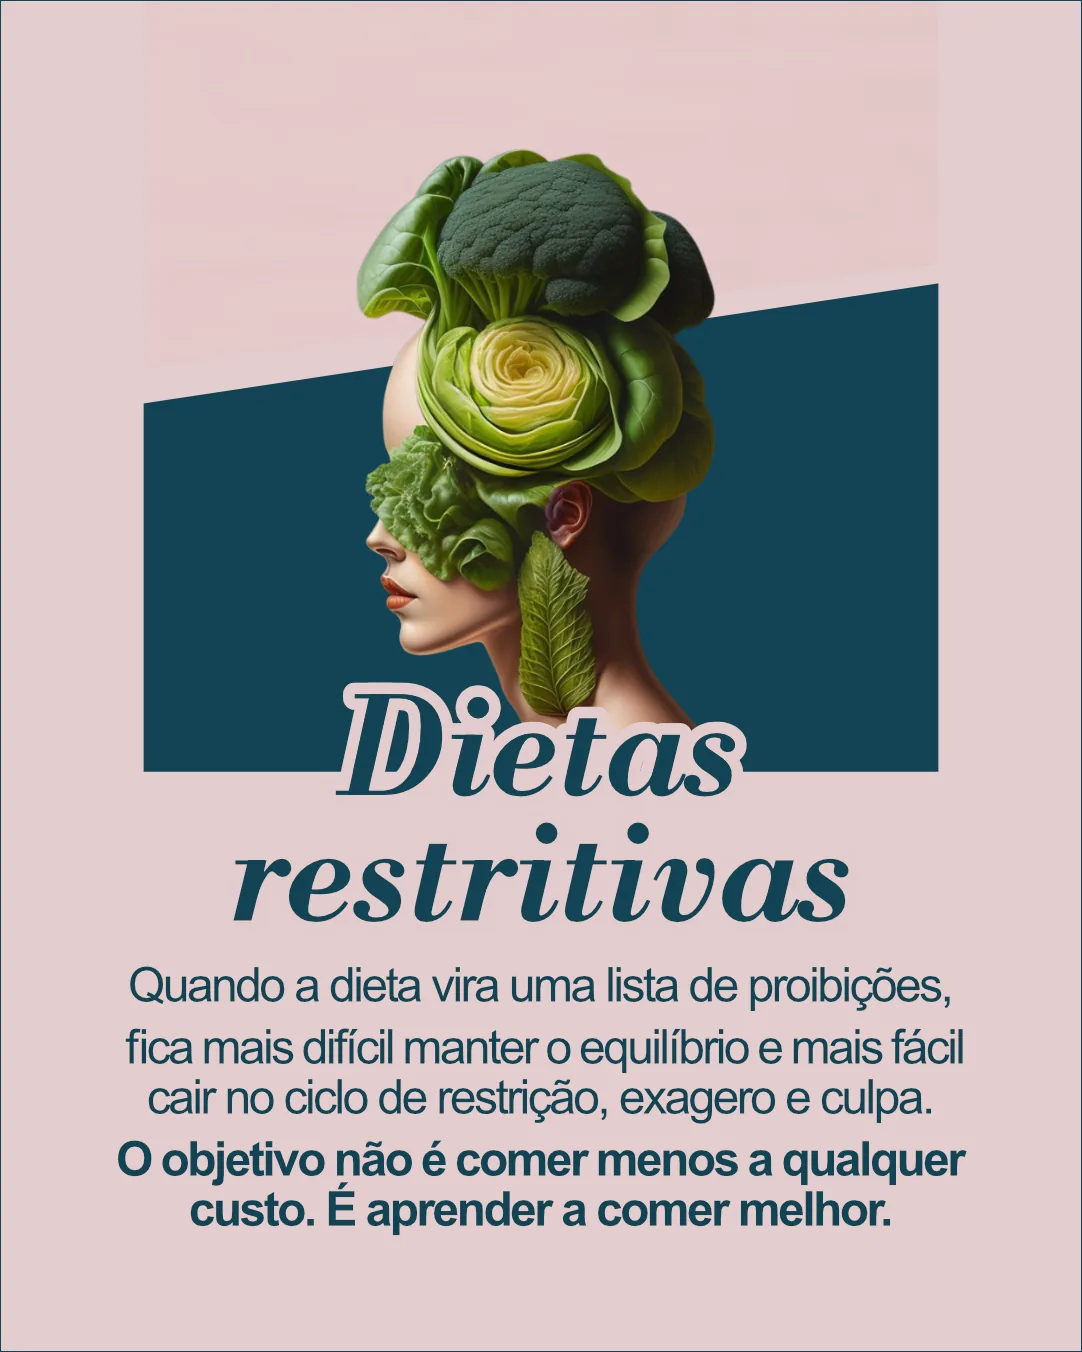 Dietas
restritivas
Quando a dieta vira uma lista de proibições,
fica mais difícil manter o equilíbrio e mais fácil
cair no ciclo de restrição, exagero e culpa.
O objetivo não é comer menos a qualquer
custo. É aprender a comer melhor.